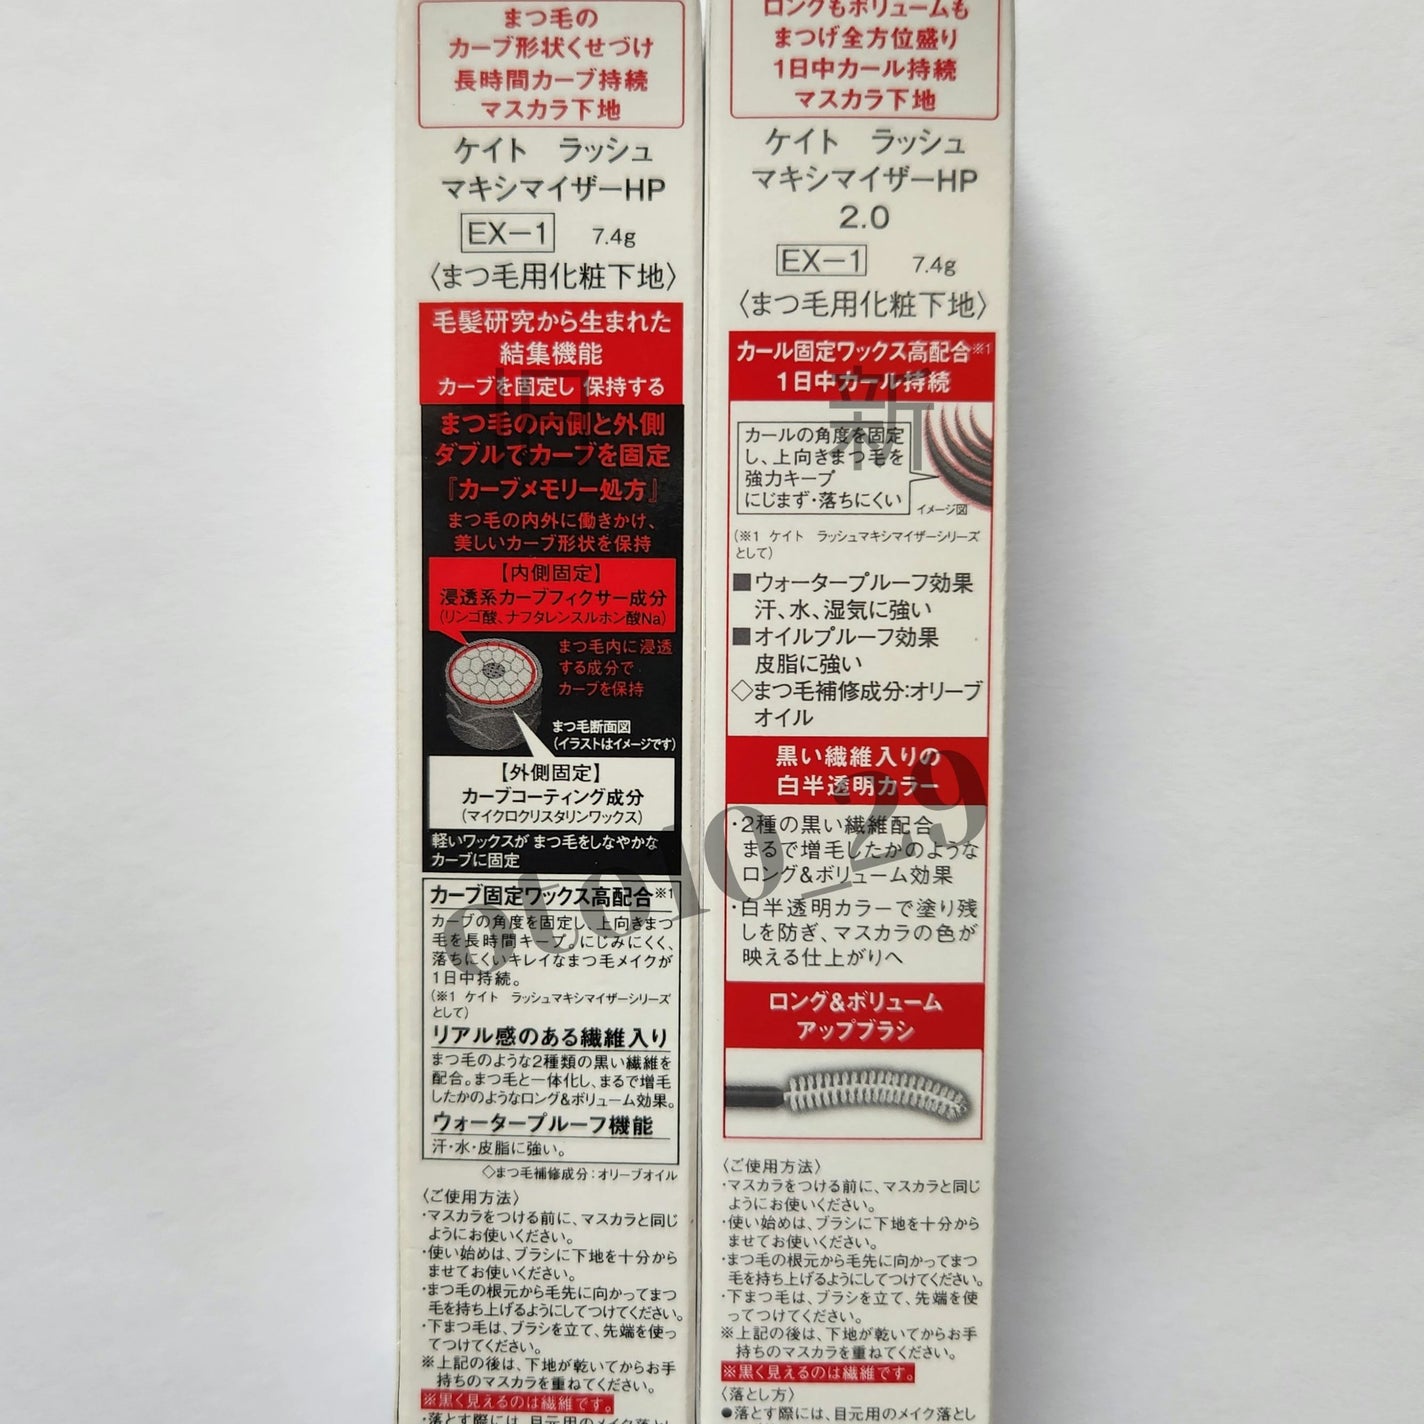 まつ毛の
カーブ形状くせづけ
長時間カーブ持続
マスカラ下地
ケイト ラッシュ
マキシマイザーHP
EX-1 7.4g
〈まつ毛用化粧下地〉
毛髪研究から生まれた
結集機能
カーブを固定し 保持する
旧
まつ毛の内側と外側
ダブルでカーブを固定
『カーブメモリー処方』
まつ毛の内外に働きかけ、
美しいカーブ形状を保持
【内側固定】
浸透系カーブフィクサー成分
(リンゴ酸、ナフタレンスルホン酸Na)
まつ毛内に浸透
する成分で
カーブを保持
まつ毛断面図
(イラストはイメージです)
【外側固定】
カーブコーティング成分
(マイクロクリスタリンワックス)
軽いワックスが まつ毛をしなやかな
カーブに固定
カーブ固定ワックス高配合※1
カーブの角度を固定し、上向きまつ
毛を長時間キープ。にじみにくく、
落ちにくいキレイなまつ毛メイクが
1日中持続。
(※1 ケイト ラッシュマキシマイザーシリーズ
として)
リアル感のある繊維入り
まつ毛のような2種類の黒い繊維を
配合。まつ毛と一体化し、まるで増毛
したかのようなロング&ボリューム効果。
ウォータープルーフ機能
汗・水・皮脂に強い。
◇まつ毛補修成分：オリーブオイル
〈ご使用方法〉
・マスカラをつける前に、マスカラと同じ
ようにお使いください。
・使い始めは、ブラシに下地を十分から
ませてお使いください。
・まつ毛の根元から毛先に向かってまつ
毛を持ち上げるようにしてつけてください。
・下まつ毛は、ブラシを立て、先端を使っ
てつけてください。
※上記の後は、下地が乾いてからお手
持ちのマスカラを重ねてください。
※黒く見えるのは繊維です。
・落とす際には、目元用のメイク落とし
ロングもボリュームも
まつげ全方位盛り
1日中カール持続
マスカラ下地
ケイト ラッシュ
マキシマイザーHP
2.0
EX-1 7.4g
〈まつ毛用化粧下地〉
カール固定ワックス高配合※1
1日中カール持続
新
カールの角度を固定
し、上向きまつ毛を
強力キープ
にじまず・落ちにくい
イメージ図
(※1 ケイト ラッシュマキシマイザーシリーズ
として)
■ウォータープルーフ効果
汗、水、湿気に強い
■オイルプルーフ効果
皮脂に強い
◇まつ毛補修成分:オリーブ
オイル
黒い繊維入りの
白半透明カラー
・2種の黒い繊維配合
まるで増毛したかのような
ロング&ボリューム効果
・白半透明カラーで塗り残
しを防ぎ、マスカラの色が
映える仕上がりへ
ロング&ボリューム
アップブラシ
〈ご使用方法〉
・マスカラをつける前に、マスカラと同じ
ようにお使いください。
・使い始めは、ブラシに下地を十分から
ませてお使いください。
・まつ毛の根元から毛先に向かってまつ
毛を持ち上げるようにしてつけてください。
・下まつ毛は、ブラシを立て、先端を使
ってつけてください。
※上記の後は、下地が乾いてからお手
持ちのマスカラを重ねてください。
※黒く見えるのは繊維です。
〈落とし方〉
●落とす際には、目元用のメイク落とし